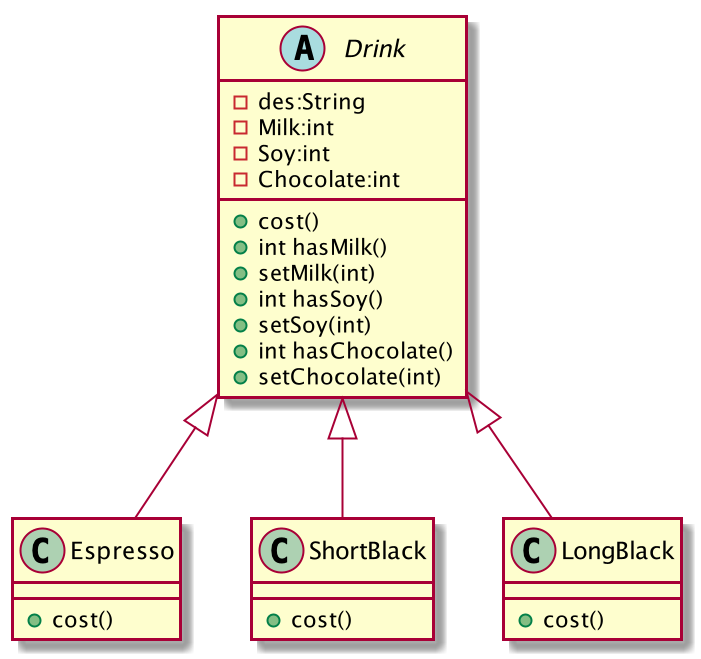 A Drink
des:String
Milk:int
Soy:int
Chocolate:int
cost()
int hasMilk()
setMilk(int)
int hasSoy()
setSoy(int)
int hasChocolate()
setChocolate(int)
C Espresso
cost()
C ShortBlack
cost()
C LongBlack
cost()